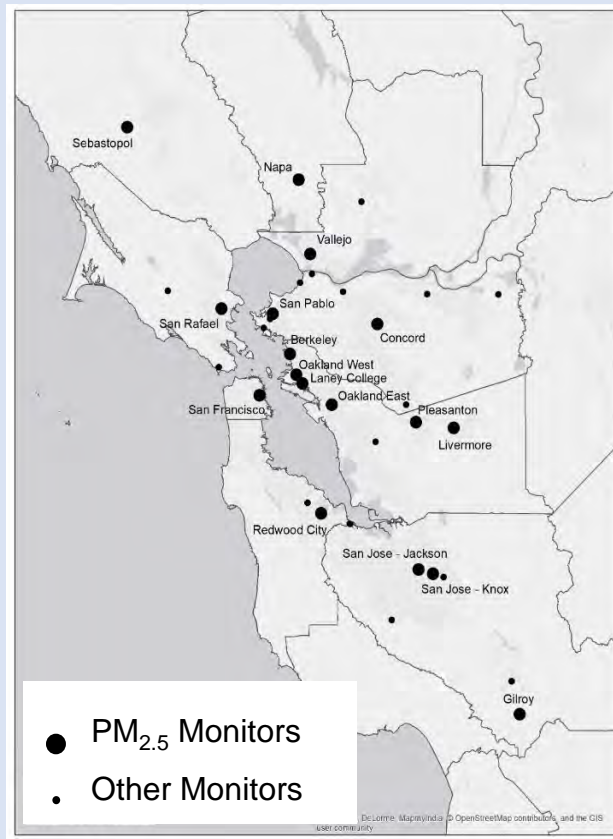 Sebastopol
Napa
Vallejo
San Pablo
San Rafael
Concord
Berkeley
Oakland West
Laney College
Oakland East
San Francisco
Pleasanton
Livermore
Redwood City
San Jose - Jackson
San Jose - Knox
Gilroy
PM2.5 Monitors
Other Monitors
DeLorme, MapmyIndia, © OpenStreetMap contributors, and the GIS
user community